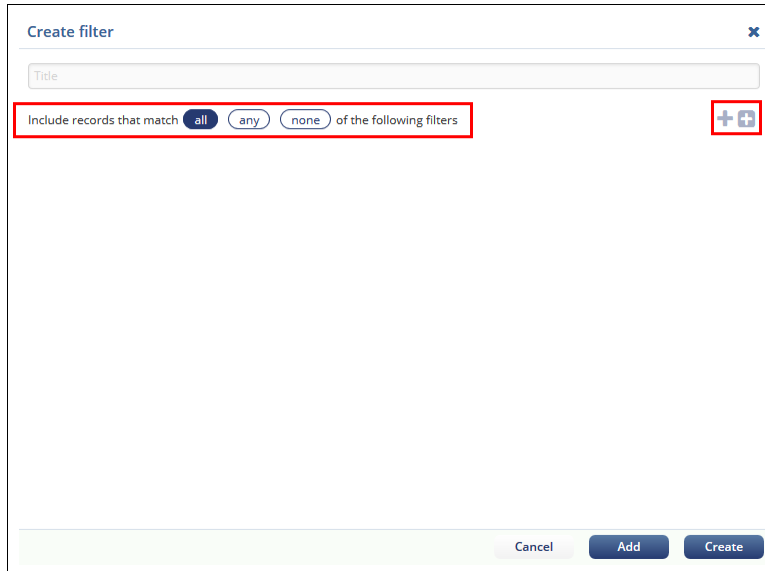 Create filter
Title
Include records that match all any none of the following filters
Cancel Add Create